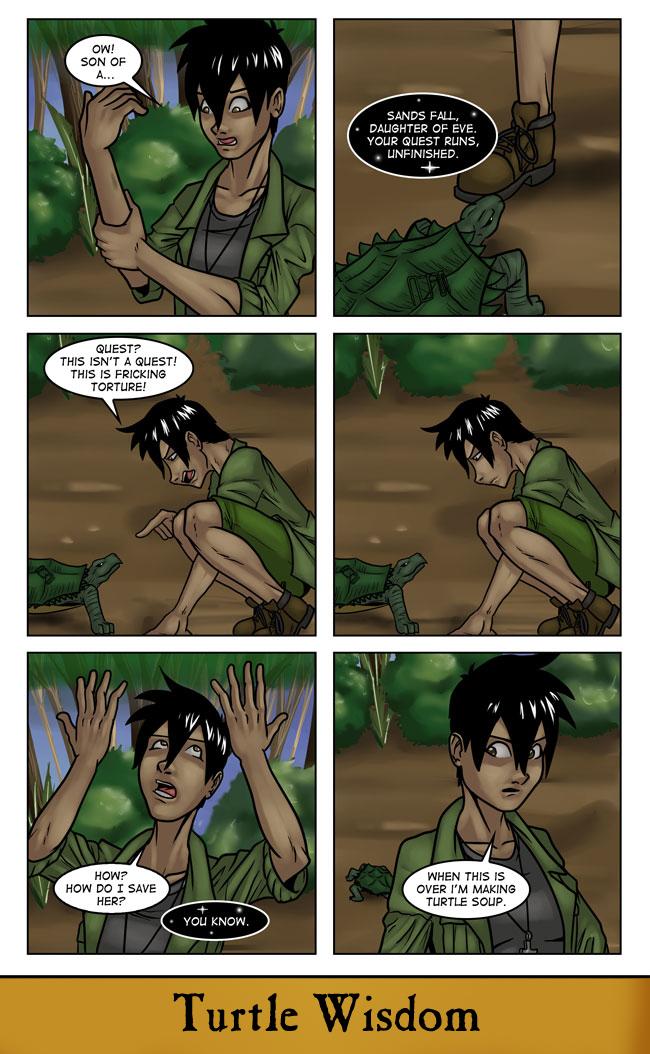 OW!
SON OF
A...
SANDS FALL,
DAUGHTER OF EVE.
YOUR QUEST RUNS,
UNFINISHED.
QUEST?
THIS ISN'T A QUEST!
THIS IS FRICKING
TORTURE!
HOW?
HOW DO I SAVE
HER?
YOU KNOW.
WHEN THIS IS
OVER I'M MAKING
TURTLE SOUP.
Turtle Wisdom